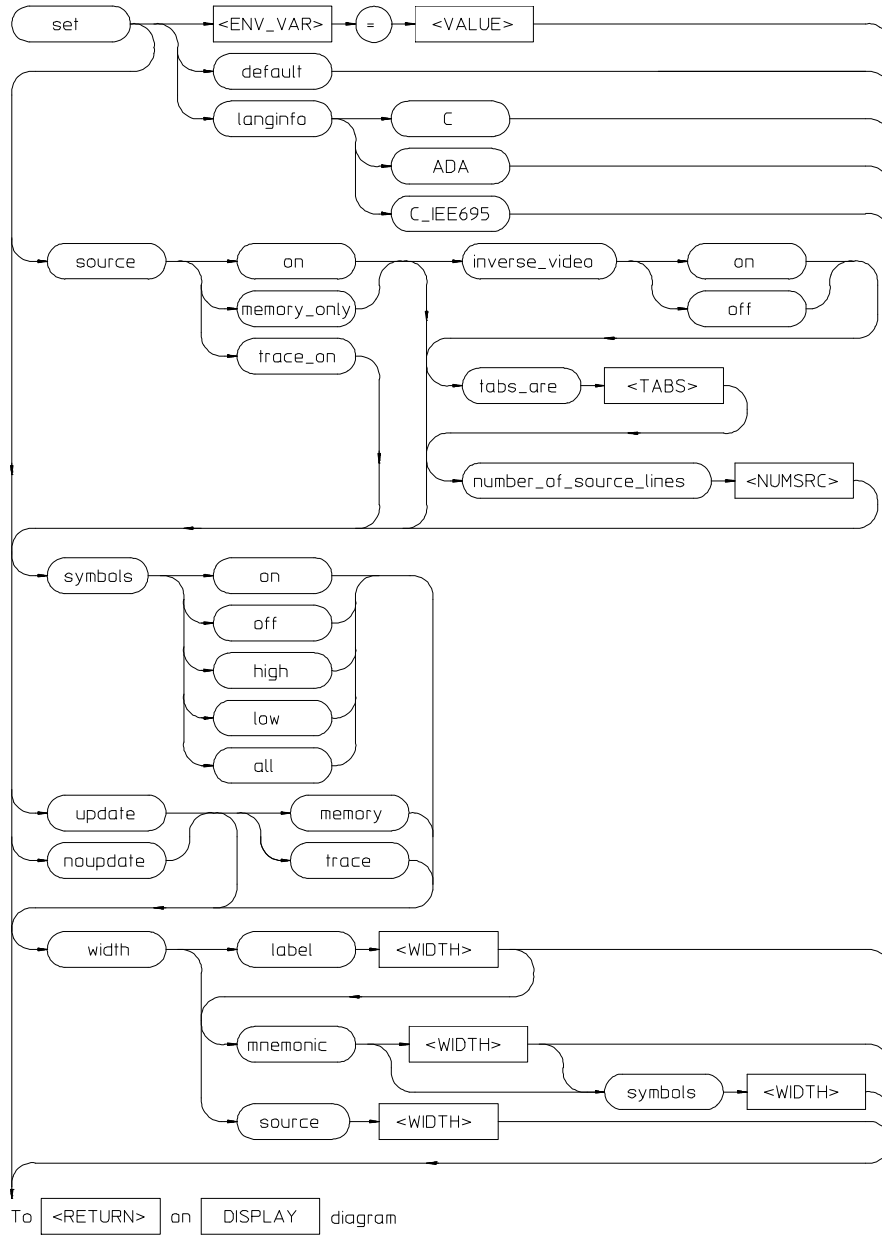 set <ENV_VAR> = <VALUE>
default
langinfo C
ADA
C_IEE695
source on inverse_video on
memory_only off
trace_on
tabs_are <TABS>
number_of_source_lines <NUMSRC>
symbols on
off
high
low
all
update memory
noupdate trace
width label <WIDTH>
mnemonic <WIDTH>
symbols <WIDTH>
source <WIDTH>
To <RETURN> on DISPLAY diagram